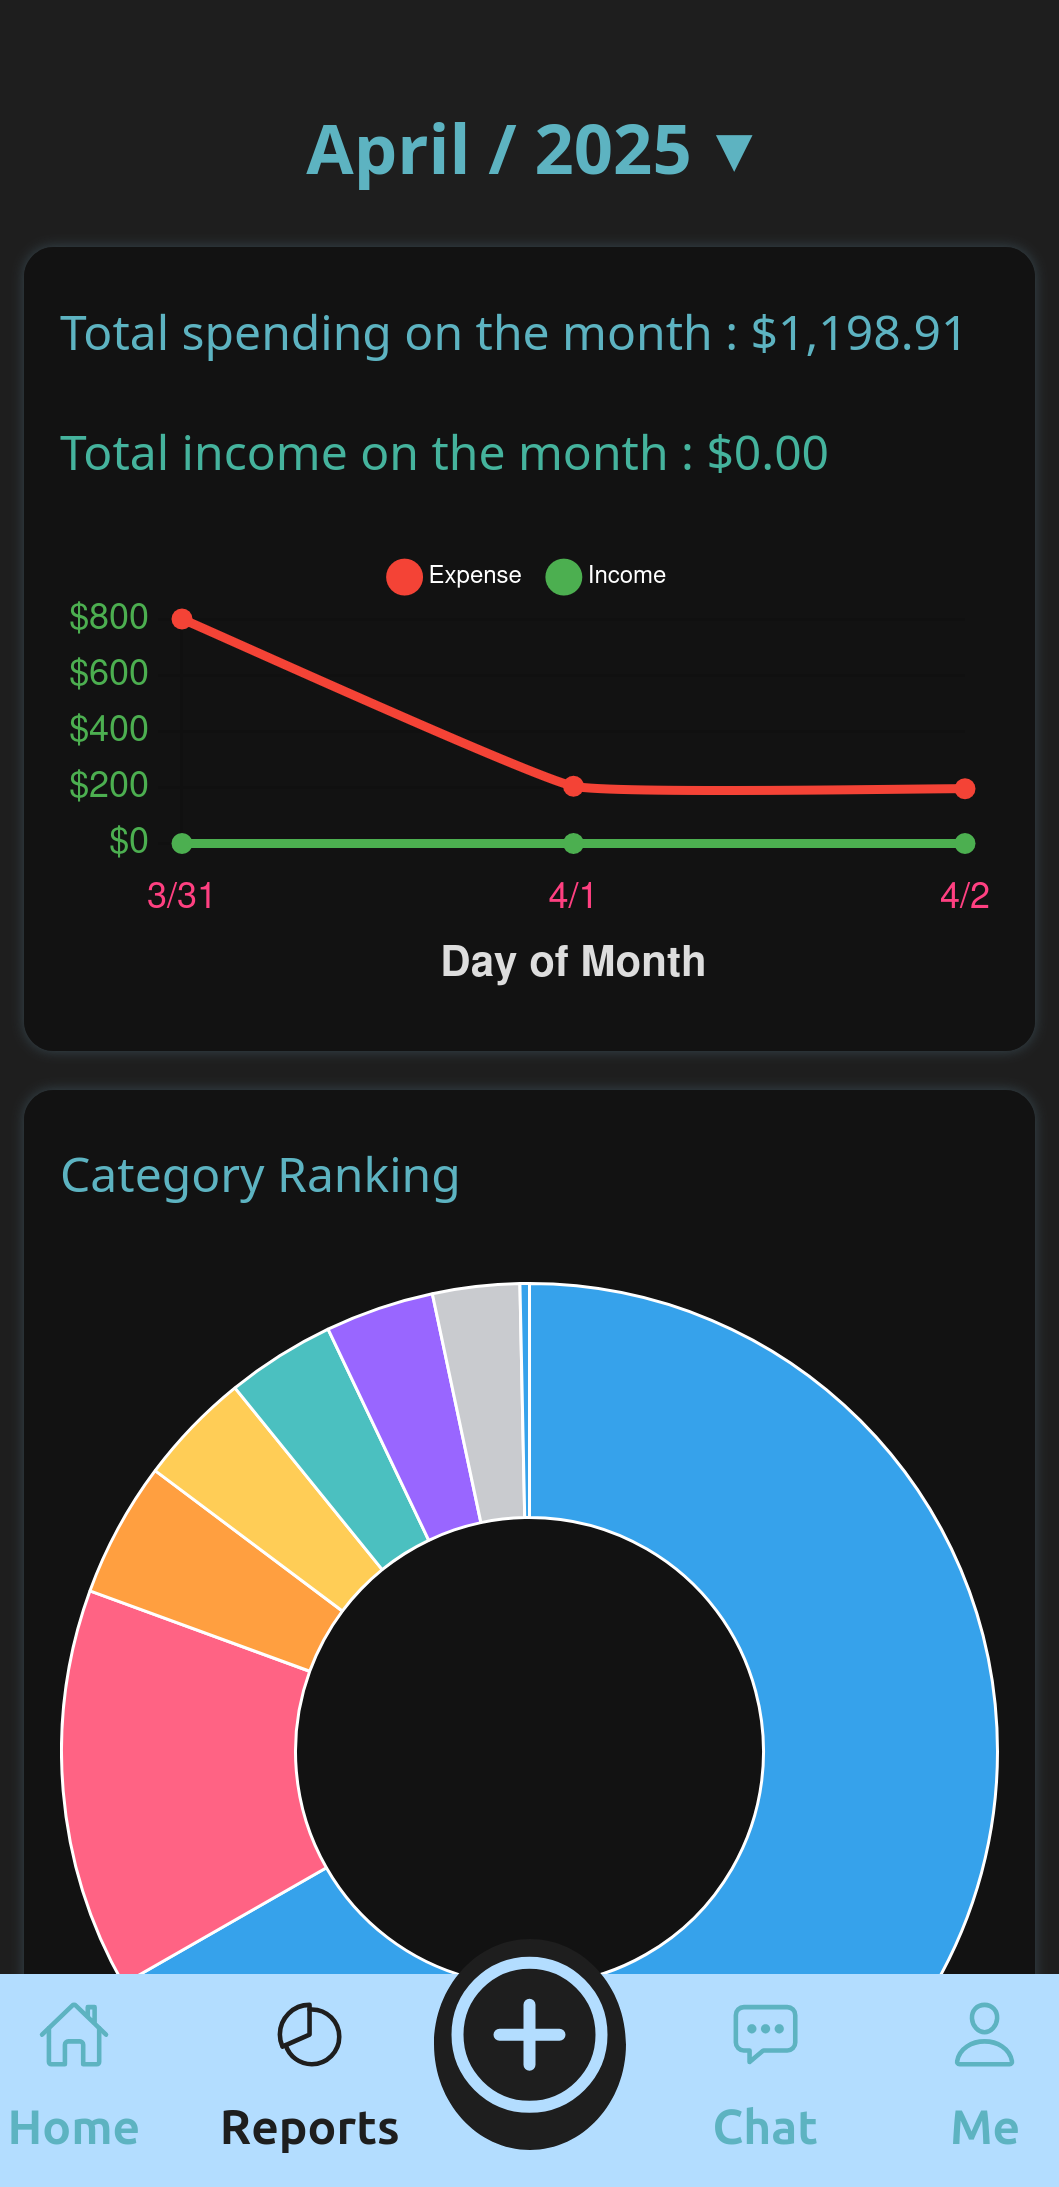 April / 2025 ▼
Total spending on the month : $1,198.91
Total income on the month : $0.00
Expense Income
$800
$600
$400
$200
$0
3/31 4/1 4/2
Day of Month
Category Ranking
Home Reports Chat Me